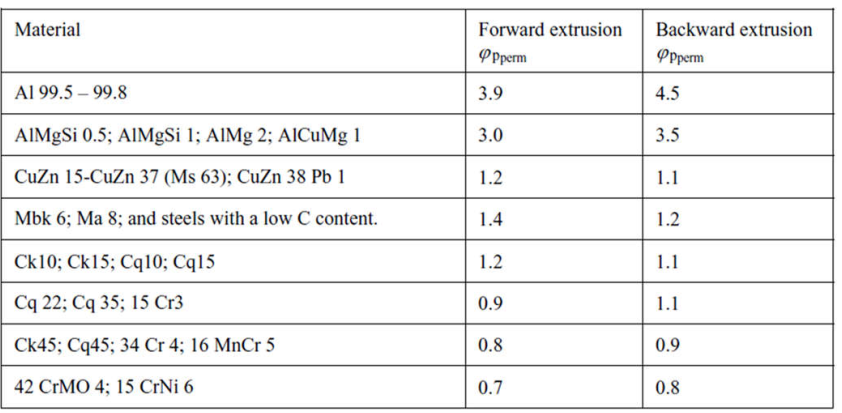 Material Forward extrusion Backward extrusion
φPperm φPperm
Al 99.5 – 99.8 3.9 4.5
AlMgSi 0.5; AlMgSi 1; AlMg 2; AlCuMg 1 3.0 3.5
CuZn 15-CuZn 37 (Ms 63); CuZn 38 Pb 1 1.2 1.1
Mbk 6; Ma 8; and steels with a low C content. 1.4 1.2
Ck10; Ck15; Cq10; Cq15 1.2 1.1
Cq 22; Cq 35; 15 Cr3 0.9 1.1
Ck45; Cq45; 34 Cr 4; 16 MnCr 5 0.8 0.9
42 CrMO 4; 15 CrNi 6 0.7 0.8